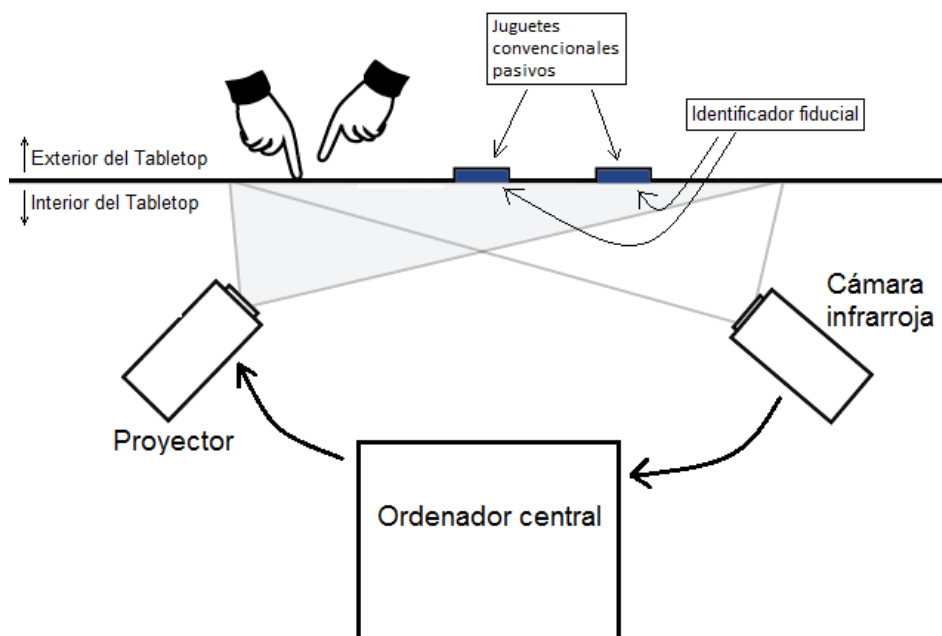 Juguetes
convencionales
pasivos
Identificador fiducial
Exterior del Tabletop
Interior del Tabletop
Cámara
infrarroja
Proyector
Ordenador central